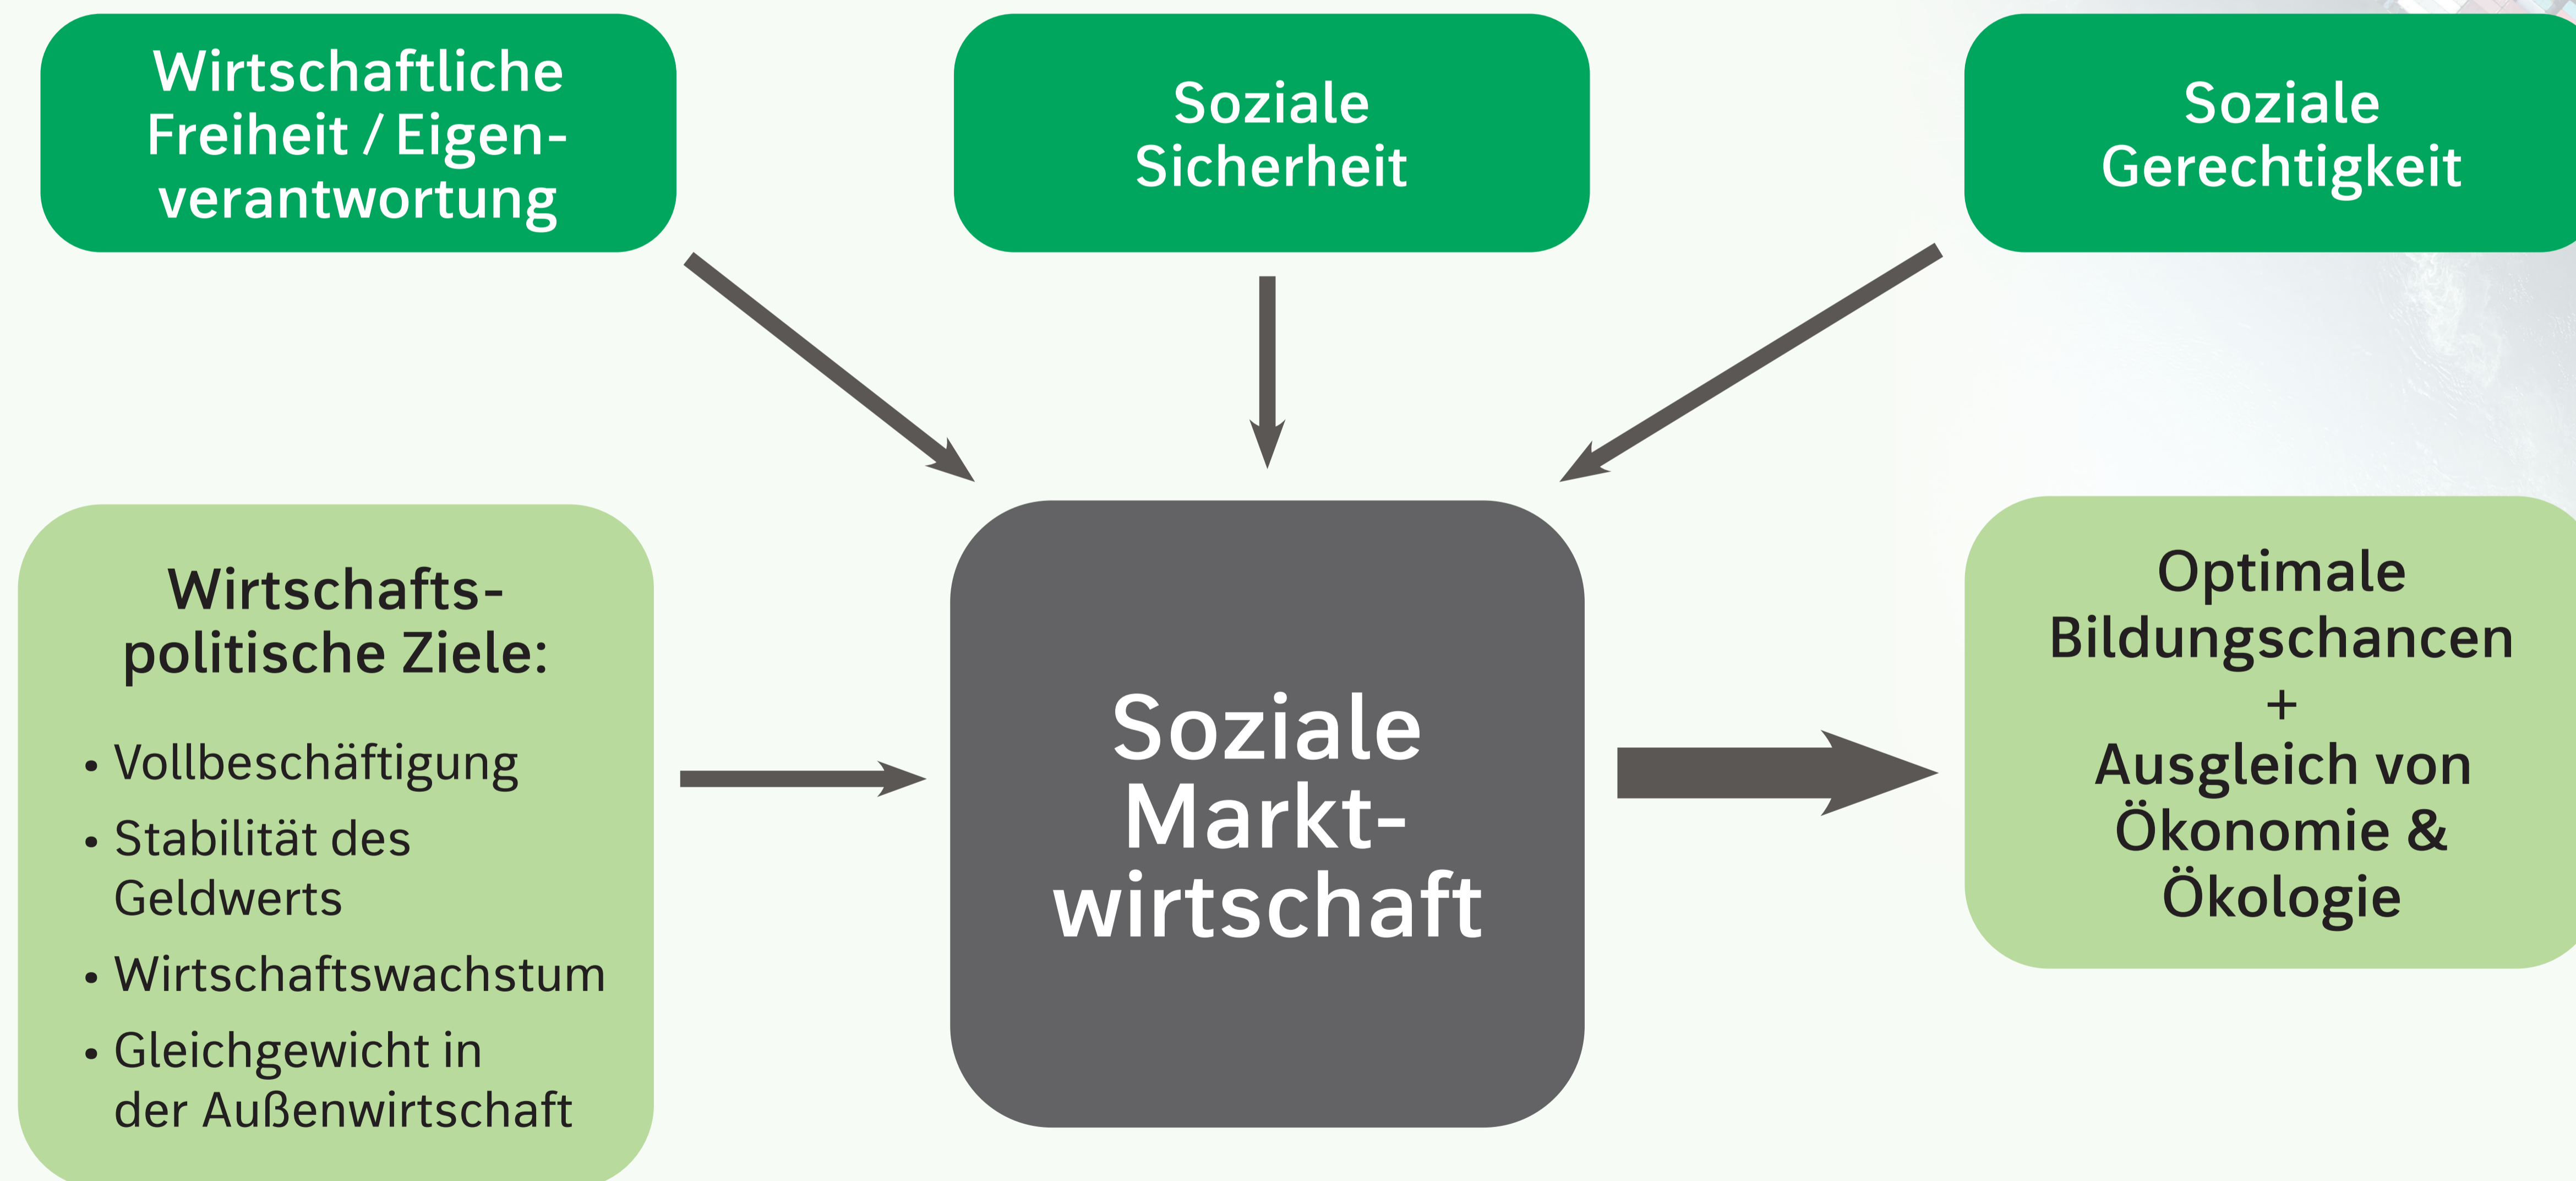 Wirtschaftliche
Freiheit / Eigen-
verantwortung
Soziale
Sicherheit
Soziale
Gerechtigkeit
Wirtschafts-
politische Ziele:
• Vollbeschäftigung
• Stabilität des
Geldwerts
• Wirtschaftswachstum
• Gleichgewicht in
der Außenwirtschaft
Soziale
Markt-
wirtschaft
Optimale
Bildungschancen
+
Ausgleich von
Ökonomie &
Ökologie